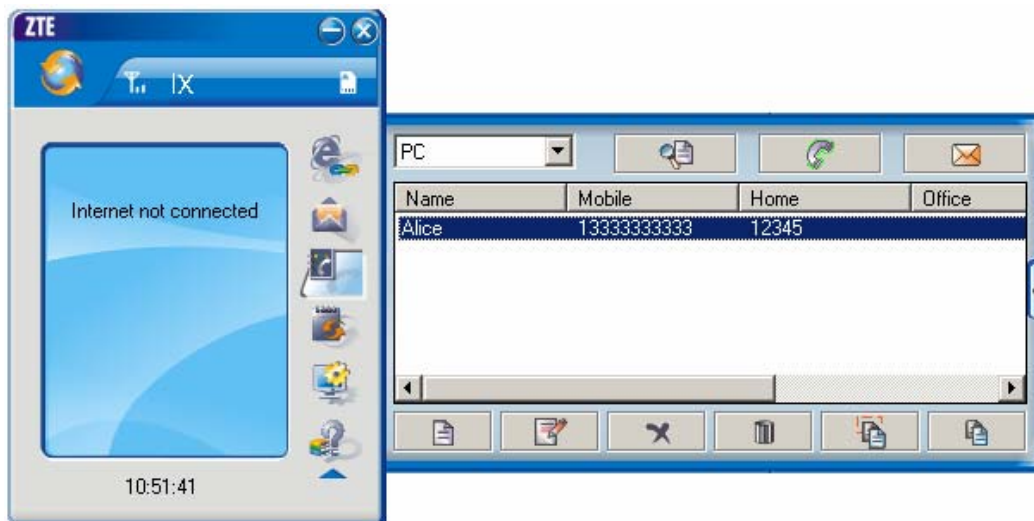 ZTE
IX
Internet not connected
10:51:41
PC
Name Mobile Home Office
Alice 13333333333 12345